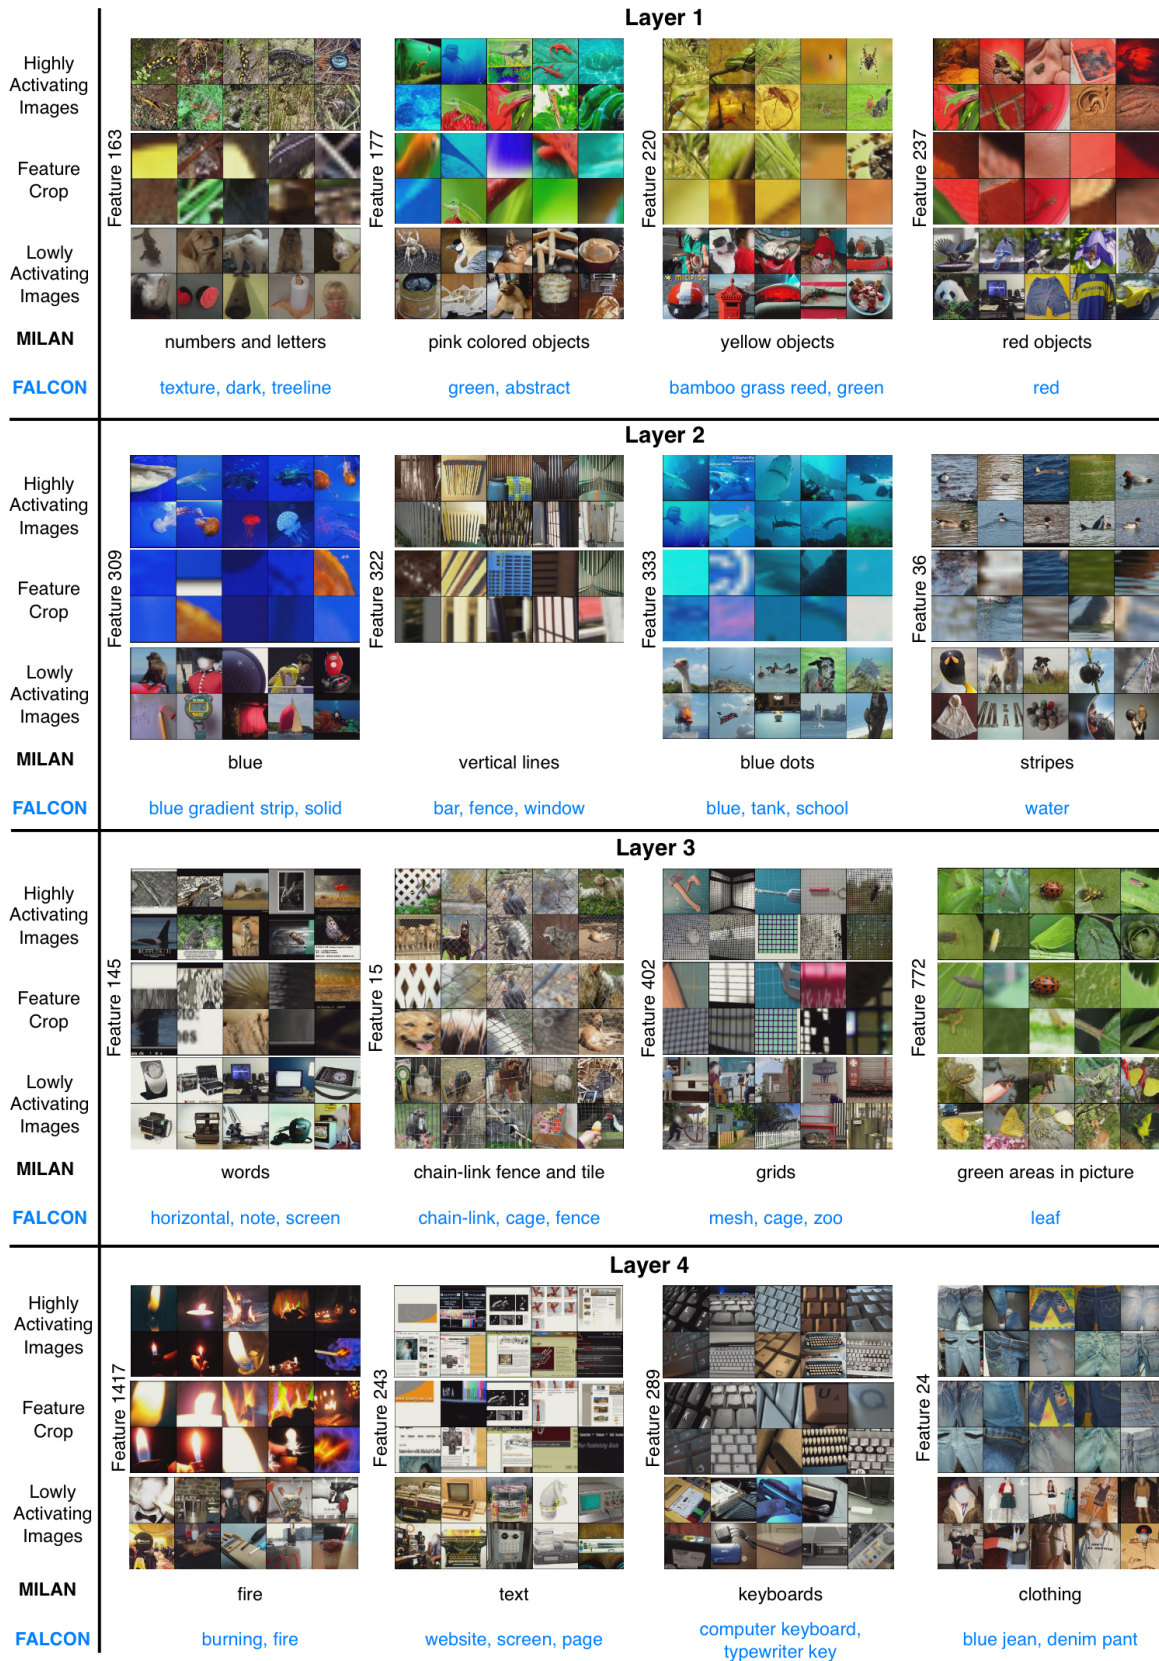 Layer 1
Highly
Activating
Images
Feature
Crop
Lowly
Activating
Images
Feature 163
Feature 177
Feature 220
Feature 237
MILAN
numbers and letters
pink colored objects
yellow objects
red objects
FALCON
texture, dark, treeline
green, abstract
bamboo grass reed, green
red
Layer 2
Highly
Activating
Images
Feature
Crop
Lowly
Activating
Images
Feature 309
Feature 322
Feature 333
Feature 36
MILAN
blue
vertical lines
blue dots
stripes
FALCON
blue gradient strip, solid
bar, fence, window
blue, tank, school
water
Layer 3
Highly
Activating
Images
Feature
Crop
Lowly
Activating
Images
Feature 145
Feature 15
Feature 402
Feature 772
MILAN
words
chain-link fence and tile
grids
green areas in picture
FALCON
horizontal, note, screen
chain-link, cage, fence
mesh, cage, zoo
leaf
Layer 4
Highly
Activating
Images
Feature
Crop
Lowly
Activating
Images
Feature 1417
Feature 243
Feature 289
Feature 24
MILAN
fire
text
keyboards
clothing
FALCON
burning, fire
website, screen, page
computer keyboard,
typewriter key
blue jean, denim pant